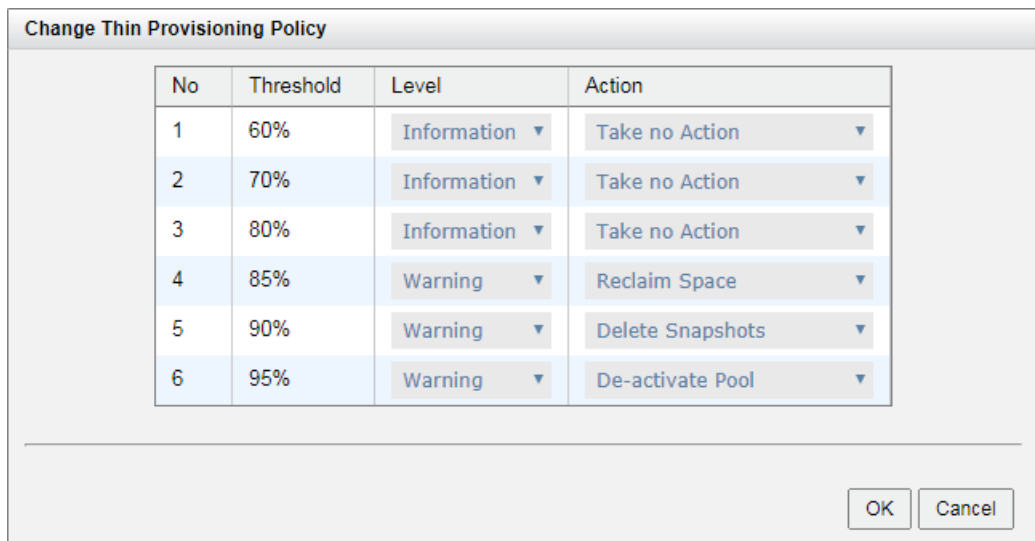 Change Thin Provisioning Policy
No Threshold Level Action
1 60% Information Take no Action
2 70% Information Take no Action
3 80% Information Take no Action
4 85% Warning Reclaim Space
5 90% Warning Delete Snapshots
6 95% Warning De-activate Pool
OK Cancel